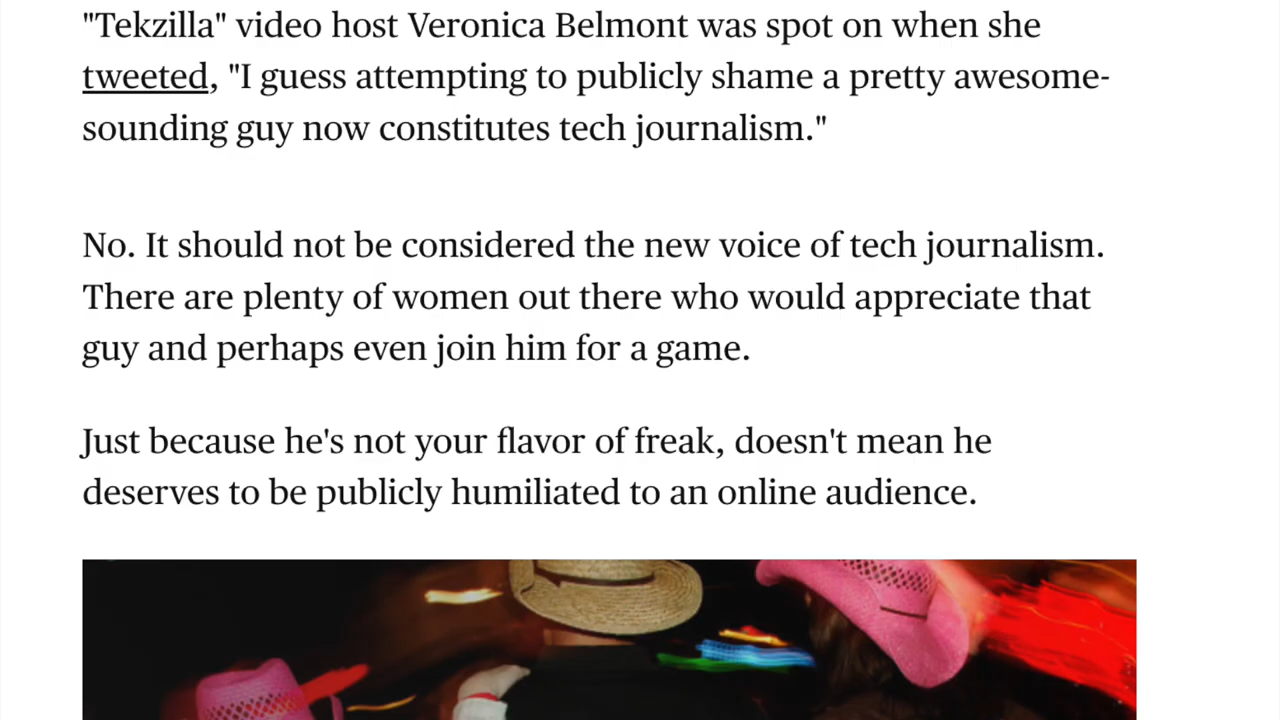 "Tekzilla" video host Veronica Belmont was spot on when she
tweeted, "I guess attempting to publicly shame a pretty awesome-
sounding guy now constitutes tech journalism."
No. It should not be considered the new voice of tech journalism.
There are plenty of women out there who would appreciate that
guy and perhaps even join him for a game.
Just because he's not your flavor of freak, doesn't mean he
deserves to be publicly humiliated to an online audience.